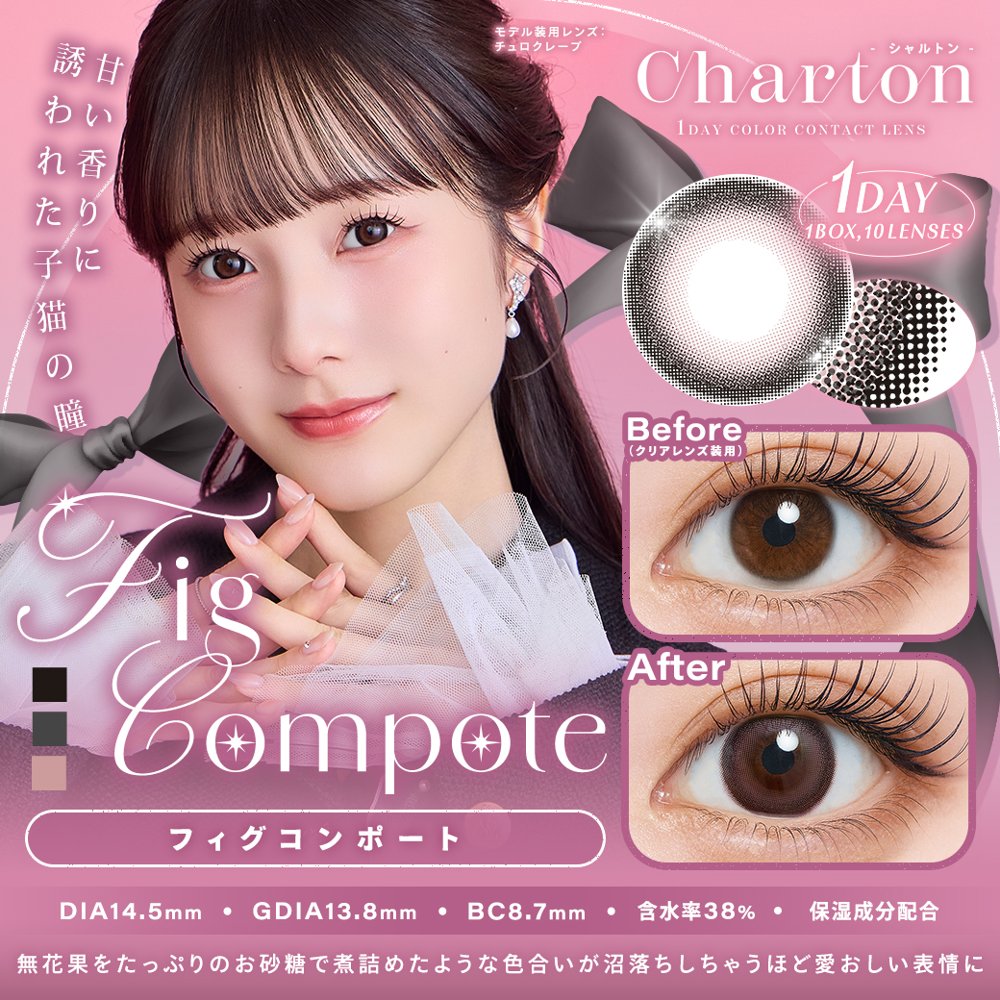 モデル装用レンズ:
チュロクレープ
- シャルトン -
Charton
1DAY COLOR CONTACT LENS
1DAY
1BOX,10LENSES
甘い香りに
誘われた子猫の瞳
Before
(クリアレンズ装用)
After
Fig
Compote
フィグコンポート
DIA14.5mm • GDIA13.8mm • BC8.7mm • 含水率38% • 保湿成分配合
無花果をたっぷりのお砂糖で煮詰めたような色合いが沼落ちしちゃうほど愛おしい表情に